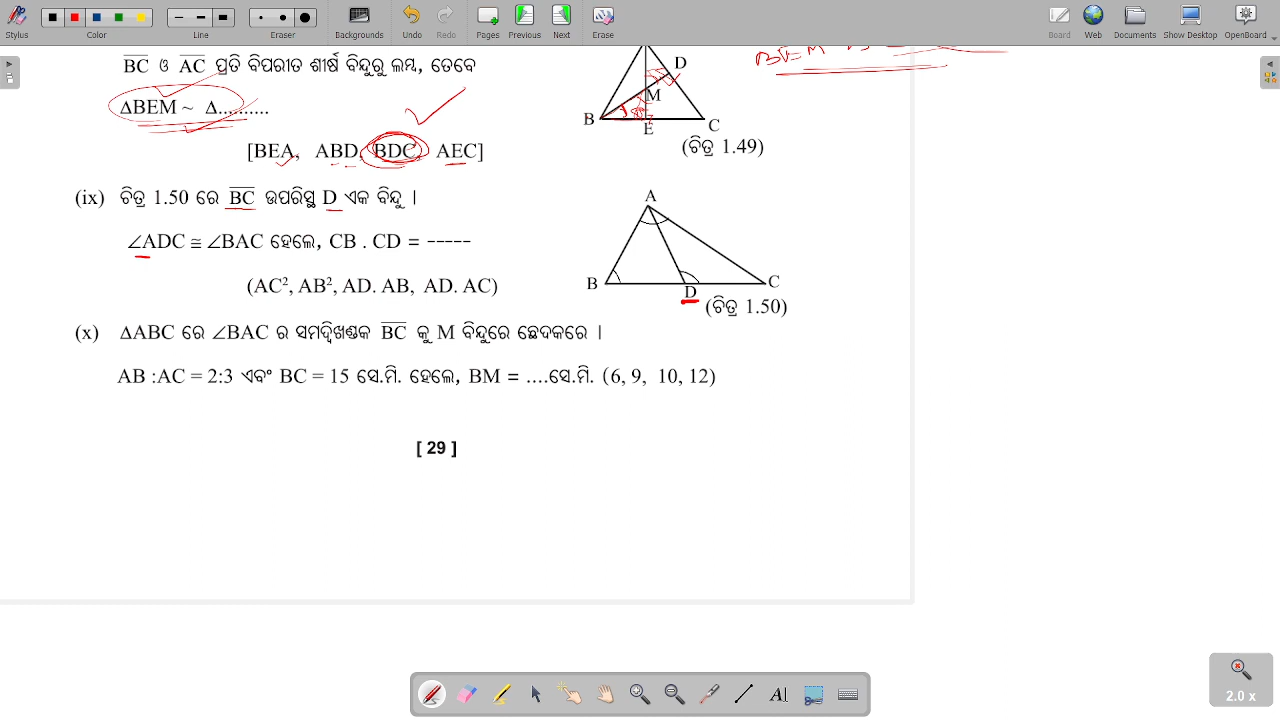 Stylus
Color
Line
Eraser
Backgrounds
Undo
Redo
Pages
Previous
Next
Erase
Board
Web
Documents
Show Desktop
OpenBoard
BC ଓ AC ପ୍ରତି ବିପରୀତ ଶୀର୍ଷ ବିନ୍ଦୁରୁ ଲମ୍ବ, ତେବେ
ΔBEM ~ Δ..........
[BEA, ABD, BDC, AEC]
D
M
B
E
C
(ଚିତ୍ର 1.49)
(ix) ଚିତ୍ର 1.50 ରେ BC ଉପରିସ୍ଥ D ଏକ ବିନ୍ଦୁ ।
∠ADC ≅ ∠BAC ହେଲେ, CB . CD = -----
(AC², AB², AD. AB, AD. AC)
A
B
D
C
(ଚିତ୍ର 1.50)
(x) ΔABC ରେ ∠BAC ର ସମଦ୍ୱିଖଣ୍ଡକ BC କୁ M ବିନ୍ଦୁରେ ଛେଦକରେ ।
AB :AC = 2:3 ଏବଂ BC = 15 ସେ.ମି. ହେଲେ, BM = ....ସେ.ମି. (6, 9, 10, 12)
[ 29 ]
2.0 x